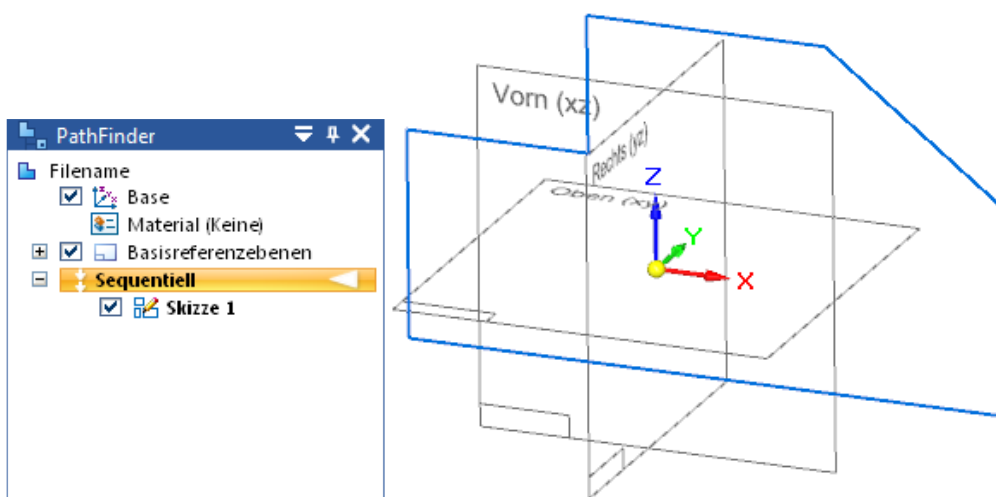 PathFinder
Filename
Base
Material (Keine)
Basisreferenzebenen
Sequentiell
Skizze 1
Vorn (xz)
Rechts (yz)
Oben (xy)
Z
Y
X